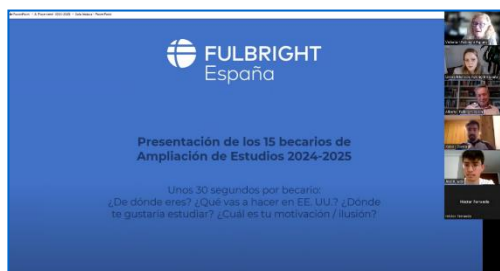 FULBRIGHT
España
Presentación de los 15 becarios de
Ampliación de Estudios 2024-2025
Unos 30 segundos por becario:
¿De dónde eres? ¿Qué vas a hacer en EE. UU.? ¿Dónde
te gustaría estudiar? ¿Cuál es tu motivación / ilusión?